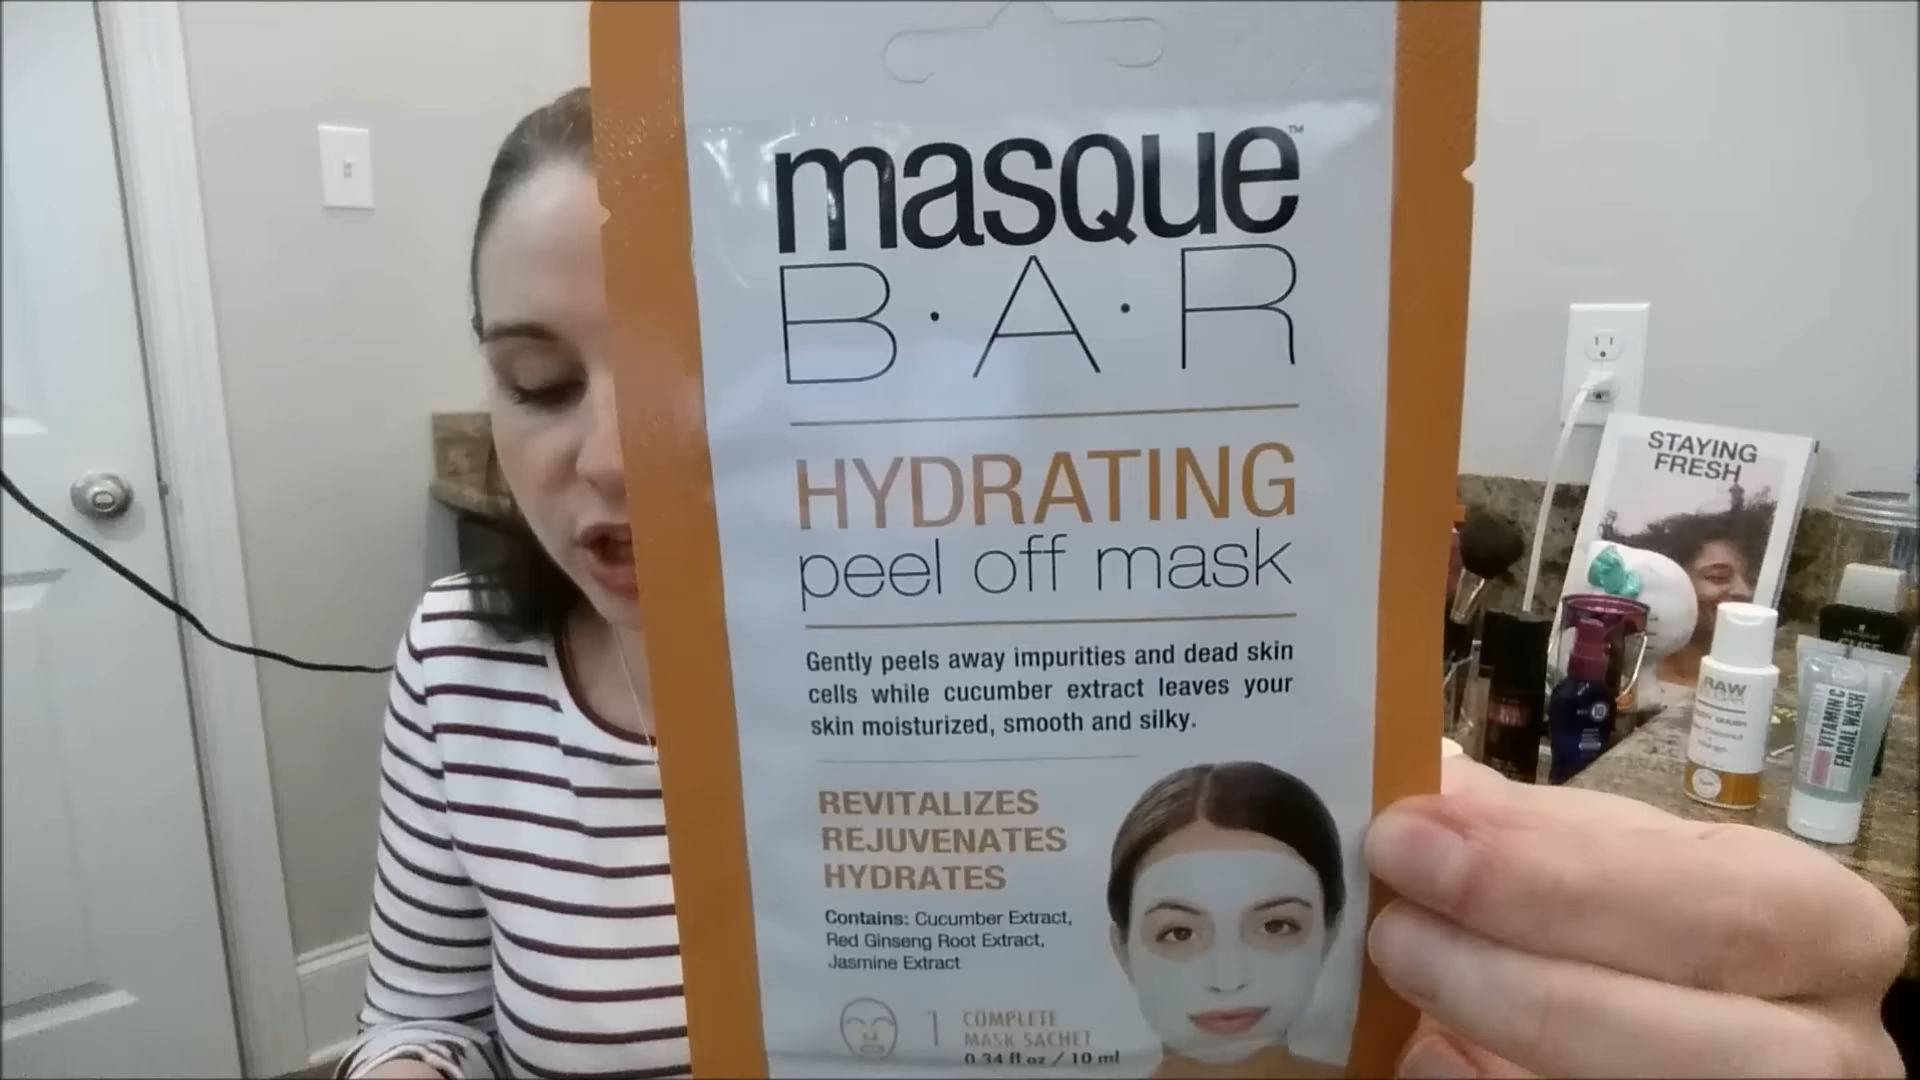 masque™
B·A·R
HYDRATING
peel off mask
Gently peels away impurities and dead skin
cells while cucumber extract leaves your
skin moisturized, smooth and silky.
REVITALIZES
REJUVENATES
HYDRATES
Contains: Cucumber Extract,
Red Ginseng Root Extract,
Jasmine Extract
1 COMPLETE
MASK SACHET
0.34 fl oz / 10 ml
STAYING
FRESH
RAW
VITAMIN C
FACIAL WASH
10